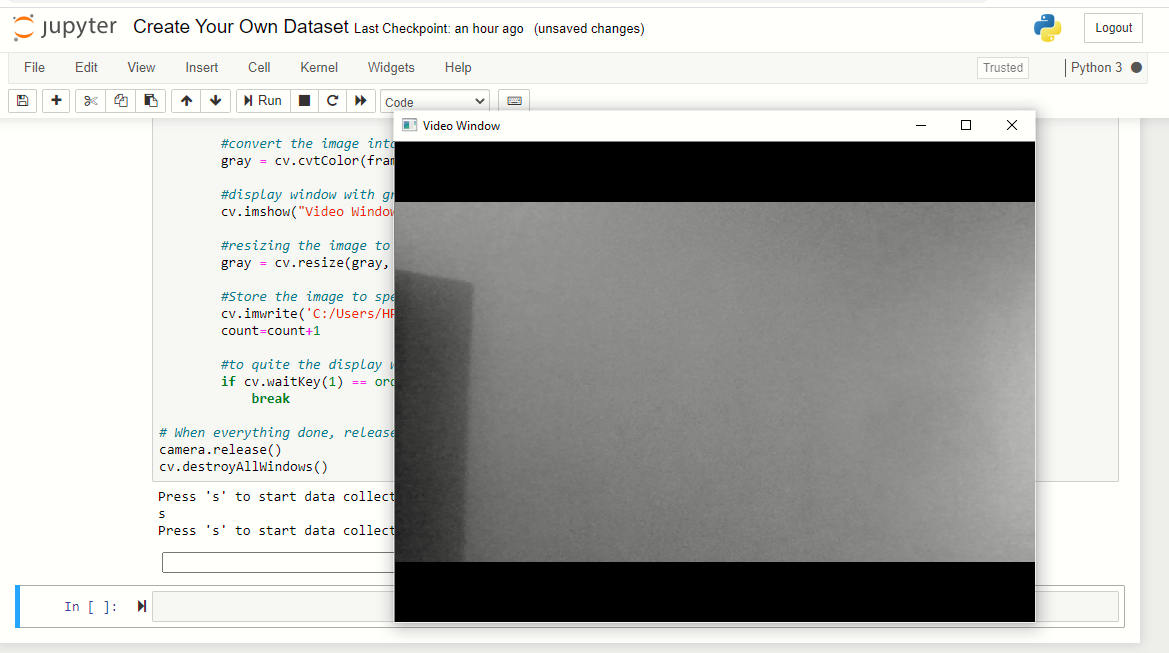 jupyter Create Your Own Dataset Last Checkpoint: an hour ago (unsaved changes) Logout
File Edit View Insert Cell Kernel Widgets Help Trusted Python 3
Run Code
Video Window
#convert the image into
gray = cv.cvtColor(fram
#display window with gr
cv.imshow("Video Window
#resizing the image to
gray = cv.resize(gray,
#Store the image to spe
cv.imwrite('C:/Users/HP
count=count+1
#to quite the display w
if cv.waitKey(1) == ord
break
# When everything done, release
camera.release()
cv.destroyAllWindows()
Press 's' to start data collect
s
Press 's' to start data collect
In [ ]: